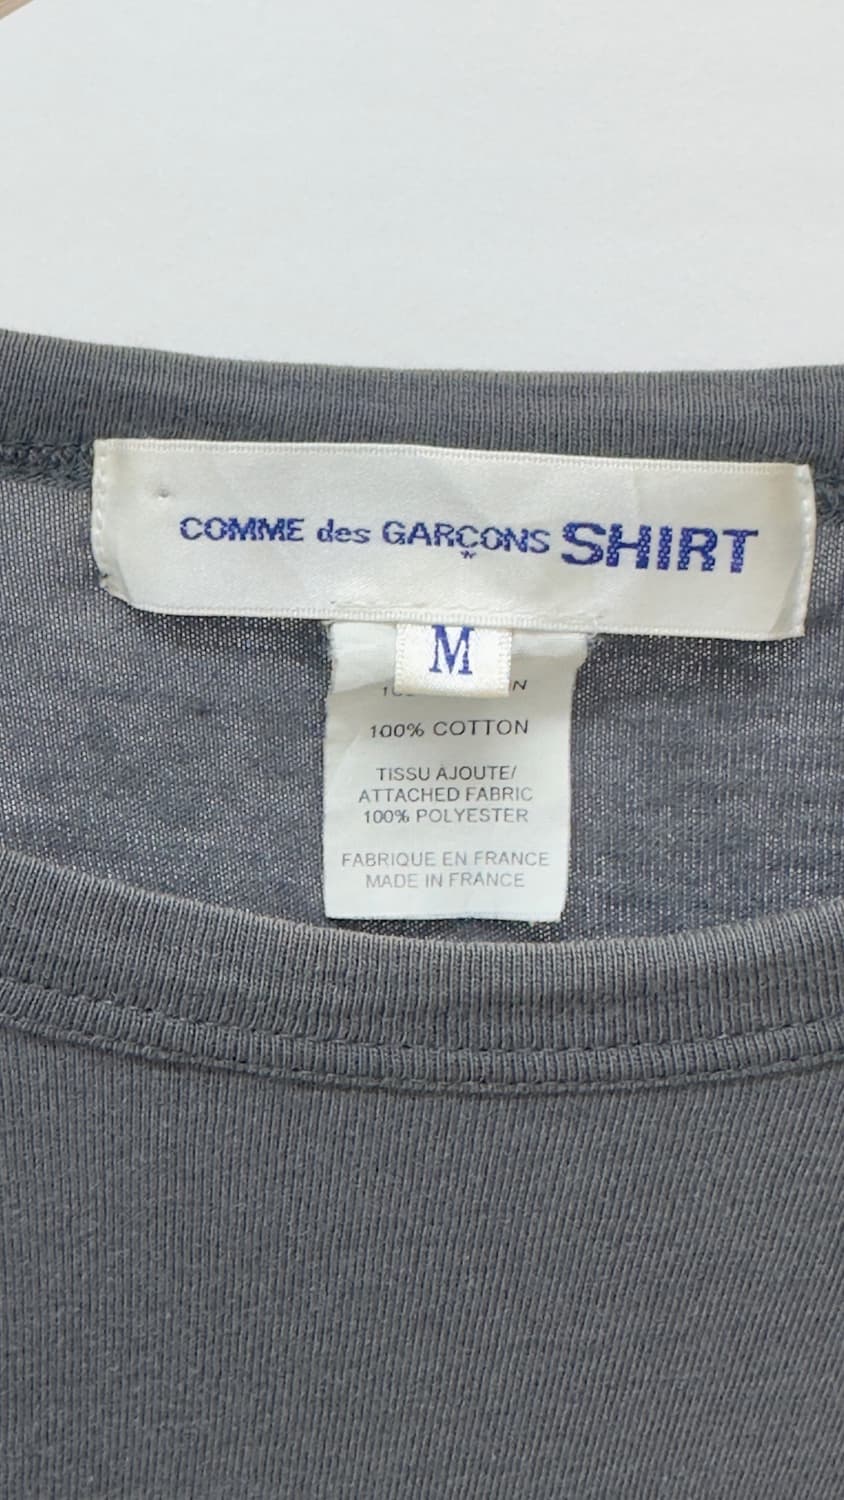 COMME des GARÇONS SHIRT
M
100% COTTON
TISSU AJOUTE/
ATTACHED FABRIC
100% POLYESTER
FABRIQUE EN FRANCE
MADE IN FRANCE